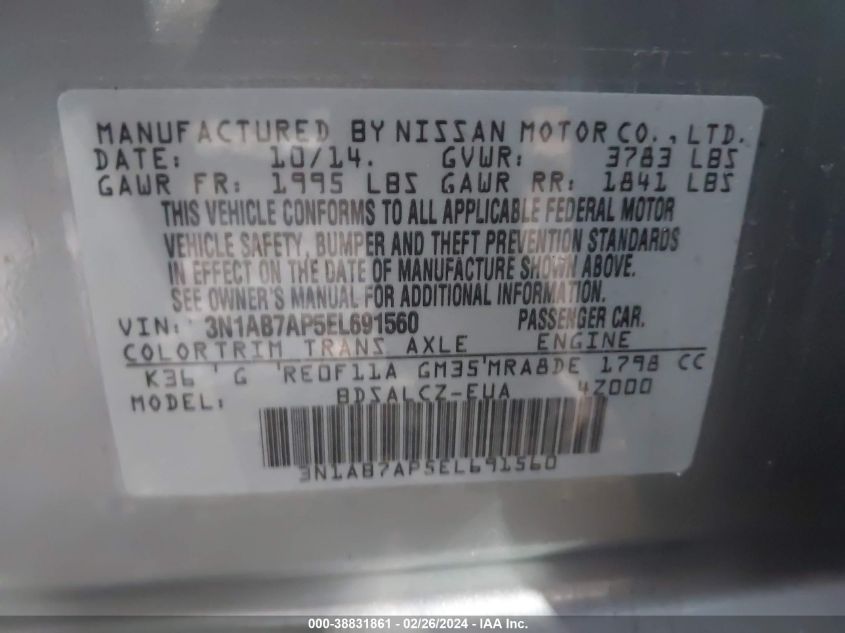 MANUFACTURED BY NISSAN MOTOR CO., LTD.
DATE: 10/14. GVWR: 3783 LBS
GAWR FR: 1995 LBS GAWR RR: 1841 LBS
THIS VEHICLE CONFORMS TO ALL APPLICABLE FEDERAL MOTOR
VEHICLE SAFETY, BUMPER AND THEFT PREVENTION STANDARDS
IN EFFECT ON THE DATE OF MANUFACTURE SHOWN ABOVE.
SEE OWNER'S MANUAL FOR ADDITIONAL INFORMATION.
VIN: 3N1AB7AP5EL691560 PASSENGER CAR.
COLOR TRIM TRANS AXLE ENGINE
K36 'G 'RE0F11A GM35'MRA8DE 1798 CC
MODEL: BDSALCZ-EUA 4Z000
3N1AB7AP5EL691560
000-38831861 - 02/26/2024 - IAA Inc.